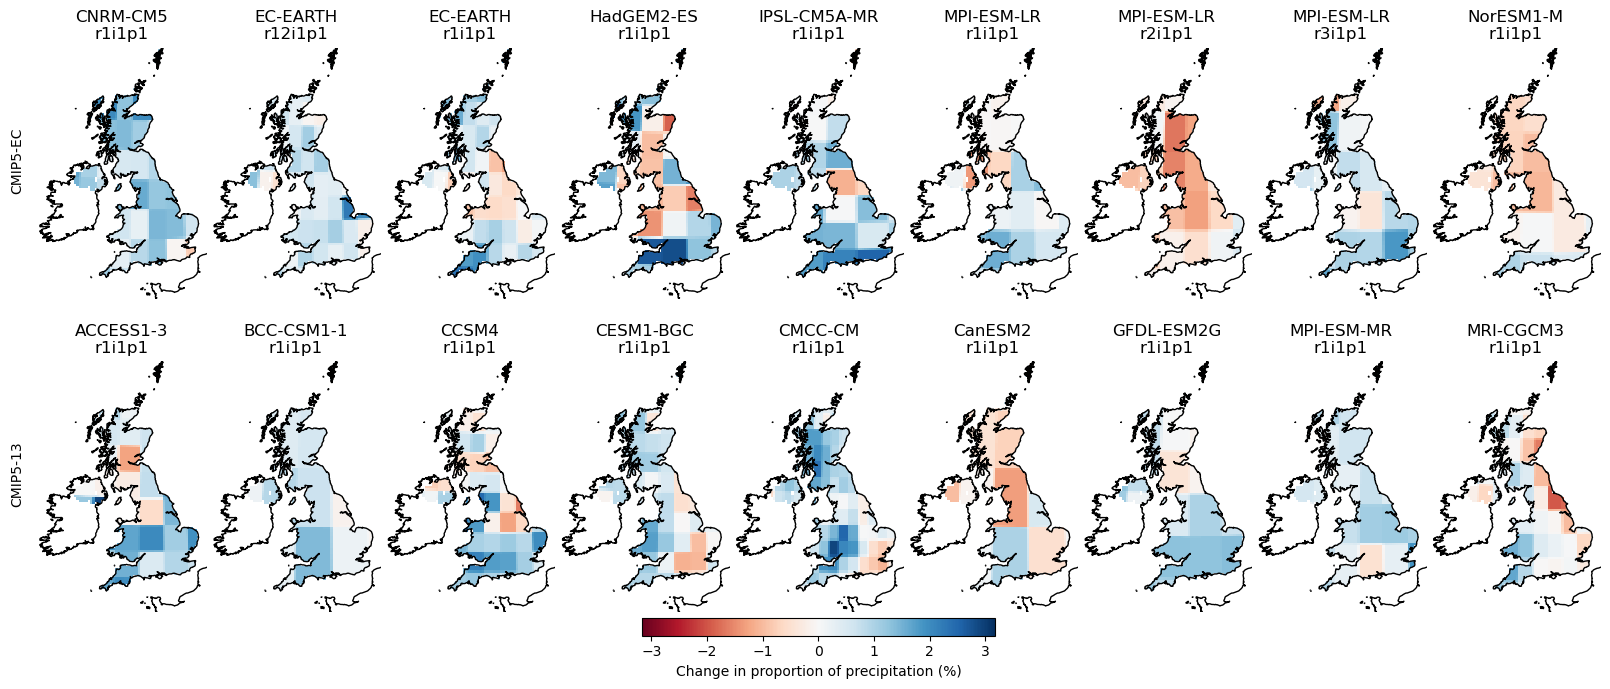 CNRM-CM5 EC-EARTH EC-EARTH HadGEM2-ES IPSL-CM5A-MR MPI-ESM-LR MPI-ESM-LR MPI-ESM-LR NorESM1-M
r1i1p1 r12i1p1 r1i1p1 r1i1p1 r1i1p1 r1i1p1 r2i1p1 r3i1p1 r1i1p1
CMIP5-EC
ACCESS1-3 BCC-CSM1-1 CCSM4 CESM1-BGC CMCC-CM CanESM2 GFDL-ESM2G MPI-ESM-MR MRI-CGCM3
r1i1p1 r1i1p1 r1i1p1 r1i1p1 r1i1p1 r1i1p1 r1i1p1 r1i1p1 r1i1p1
CMIP5-13
−3 −2 −1 0 1 2 3
Change in proportion of precipitation (%)